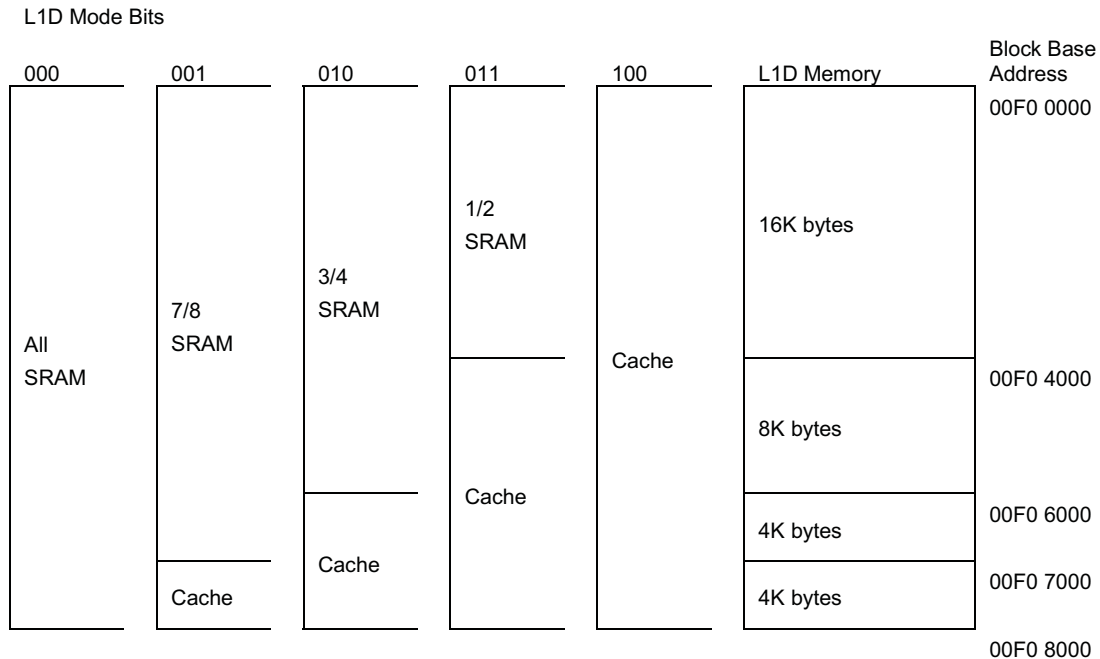 L1D Mode Bits
000 001 010 011 100 L1D Memory Block Base
Address
00F0 0000
All
SRAM
7/8
SRAM
Cache
3/4
SRAM
Cache
1/2
SRAM
Cache
Cache
16K bytes
8K bytes
4K bytes
4K bytes
00F0 4000
00F0 6000
00F0 7000
00F0 8000